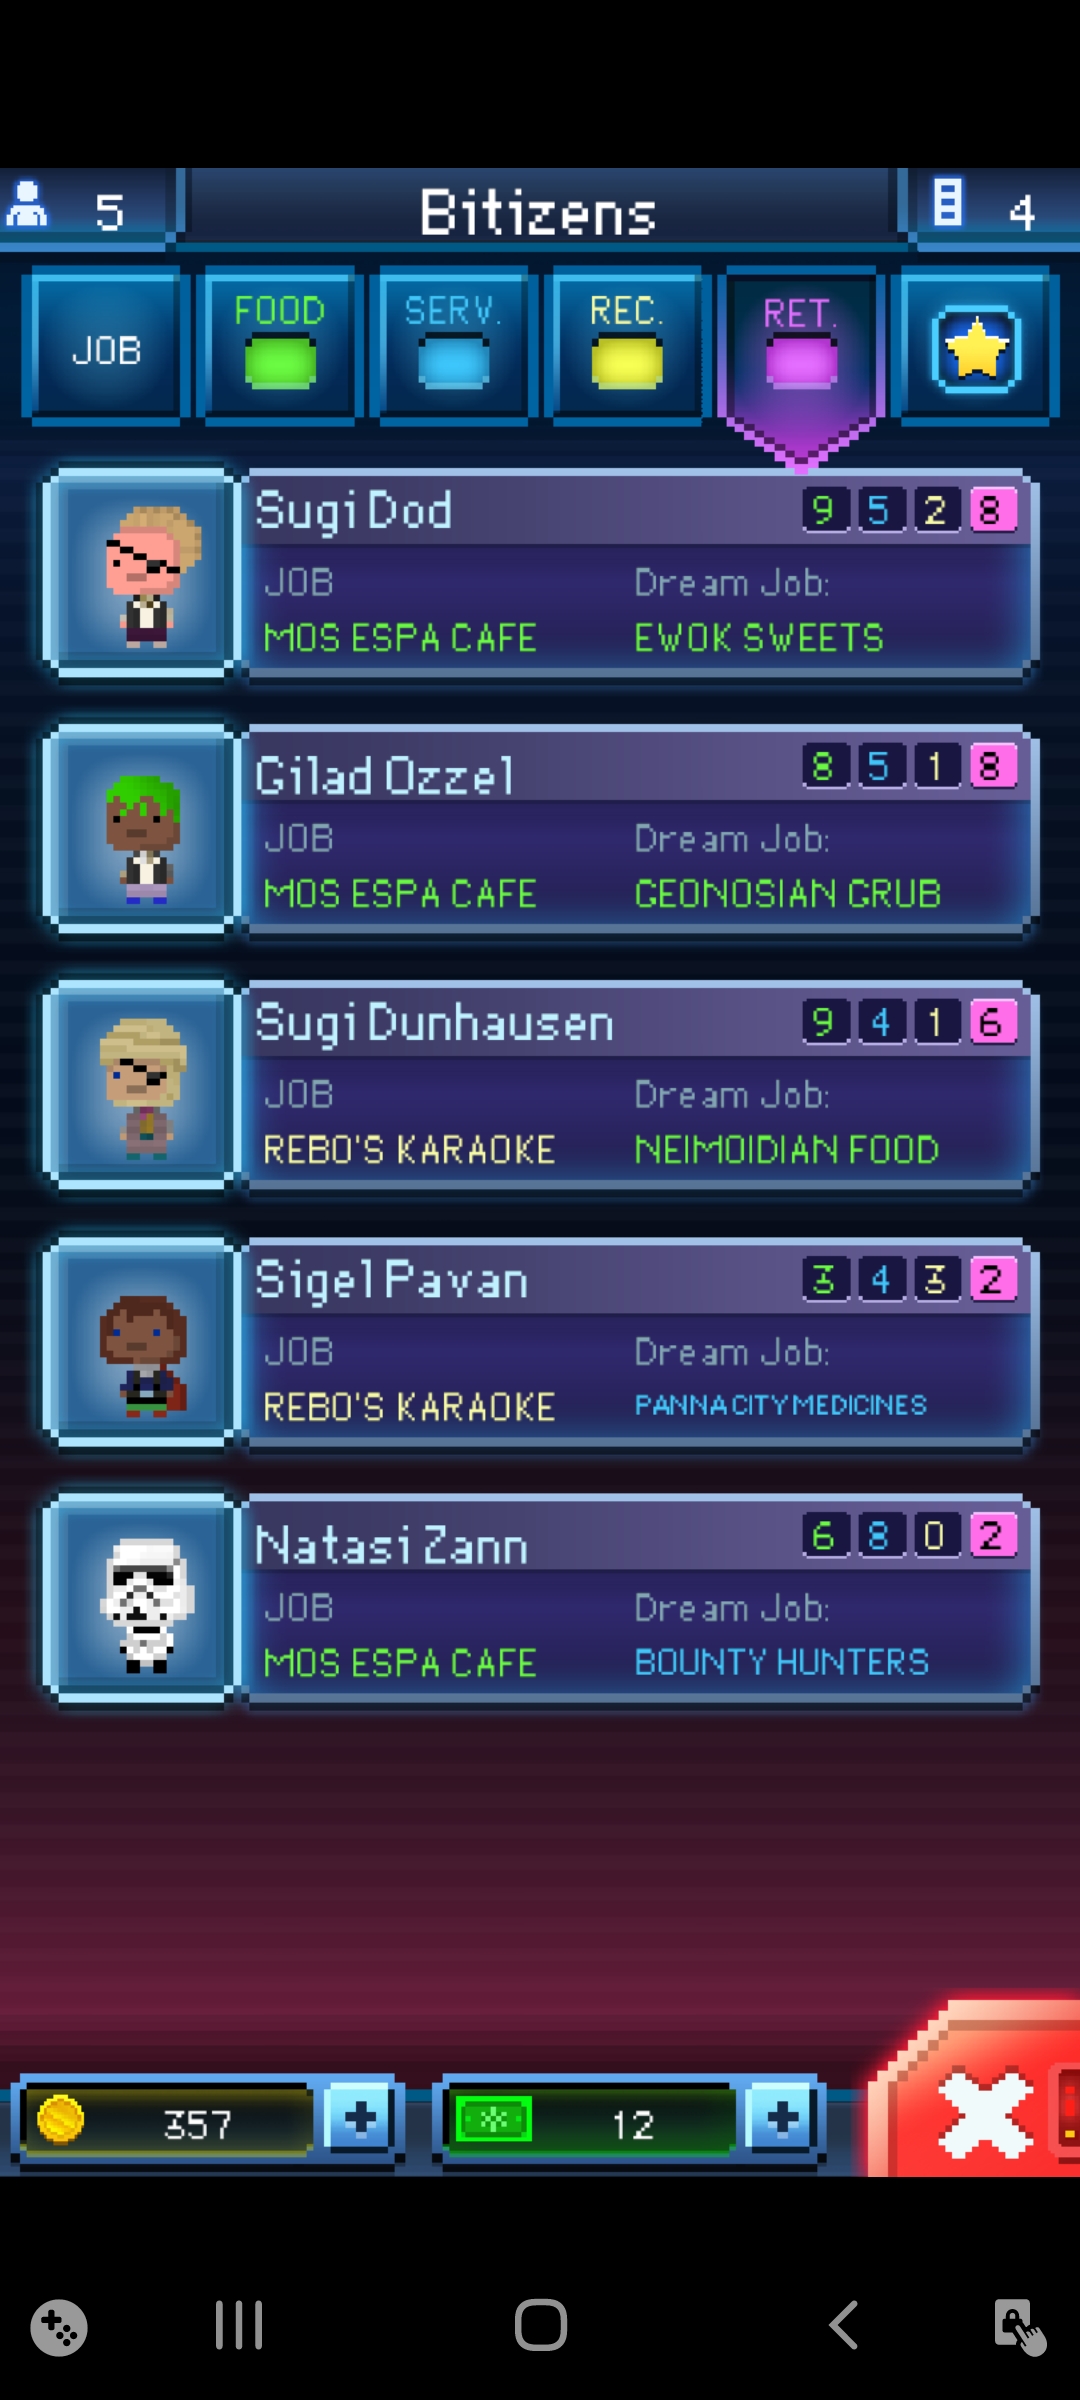 5 Bitizens 4
JOB FOOD SERV. REC. RET.
Sugi Dod 9 5 2 8
JOB Dream Job:
MOS ESPA CAFE EWOK SWEETS
Gilad Ozzel 8 5 1 8
JOB Dream Job:
MOS ESPA CAFE GEONOSIAN GRUB
Sugi Dunhausen 9 4 1 6
JOB Dream Job:
REBO'S KARAOKE NEIMOIDIAN FOOD
Sigel Pavan 3 4 3 2
JOB Dream Job:
REBO'S KARAOKE PANNA CITY MEDICINES
Natasi Zann 6 8 0 2
JOB Dream Job:
MOS ESPA CAFE BOUNTY HUNTERS
357 + 12 +